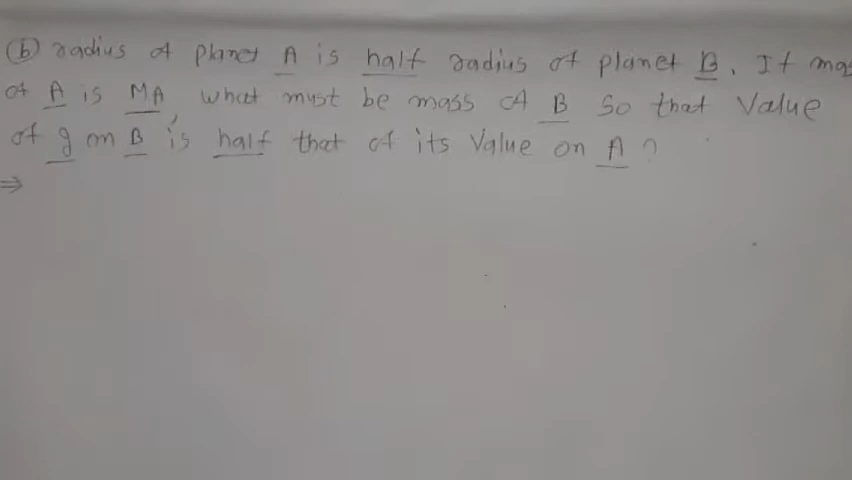 (b) radius of planet A is half radius of planet B. If mas
of A is MA, what must be mass of B so that Value
of g on B is half that of its Value on A?
⇒